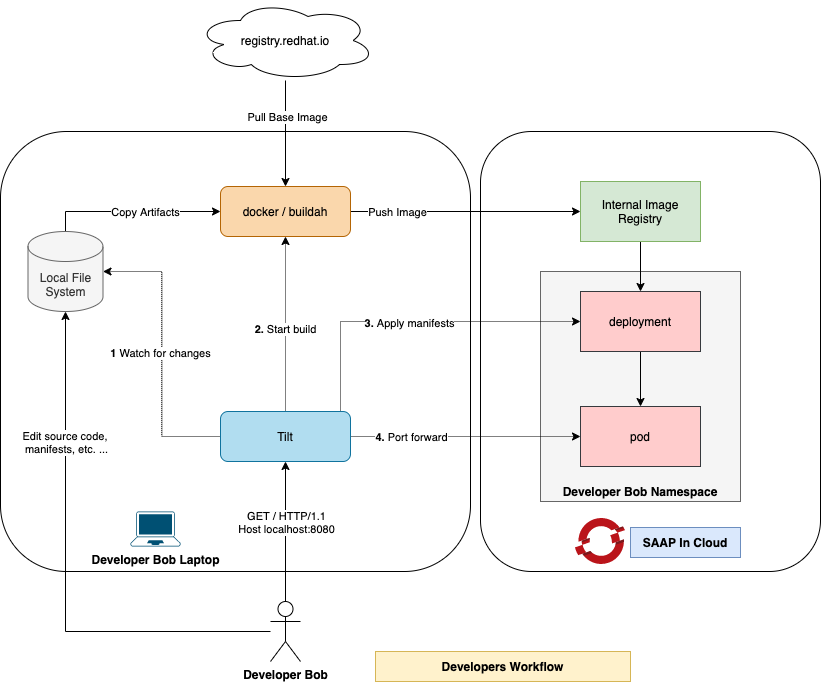 registry.redhat.io
Pull Base Image
Copy Artifacts
docker / buildah
Push Image
Internal Image
Registry
Local File
System
2. Start build
3. Apply manifests
deployment
1 Watch for changes
Edit source code,
manifests, etc. ...
Tilt
4. Port forward
pod
Developer Bob Namespace
GET / HTTP/1.1
Host localhost:8080
Developer Bob Laptop
SAAP In Cloud
Developer Bob
Developers Workflow